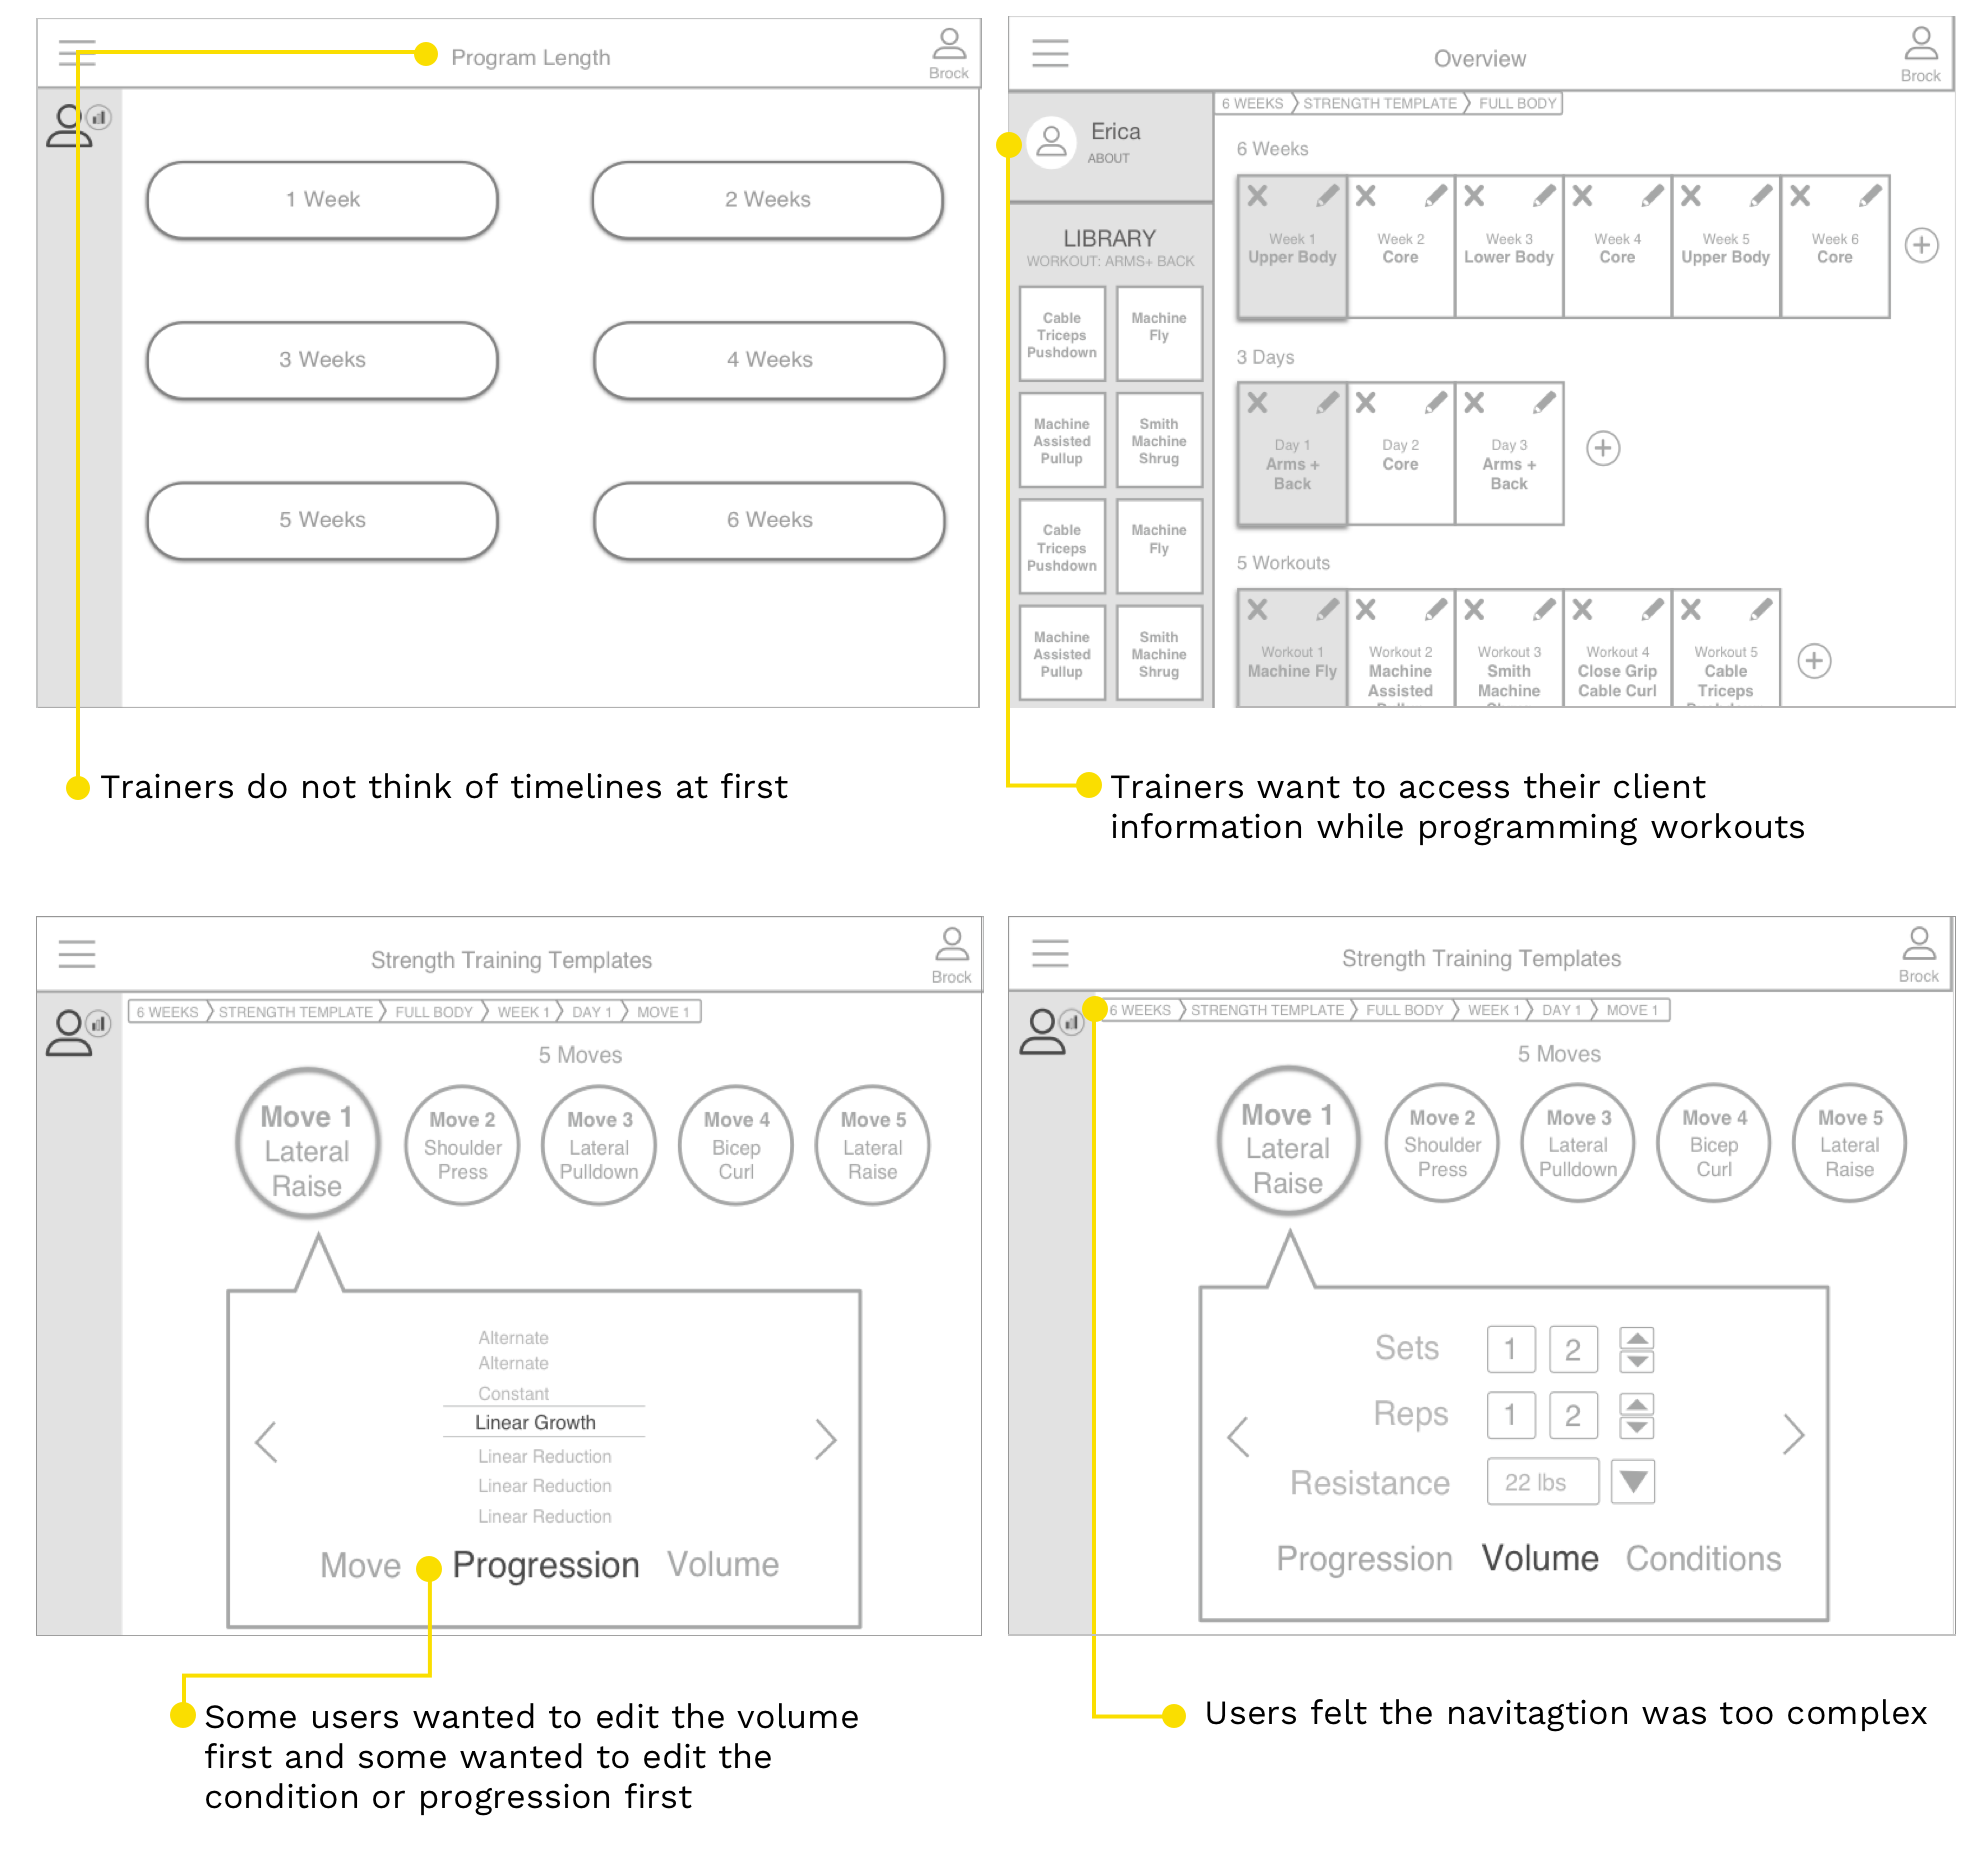 Program Length
Brock
1 Week
2 Weeks
3 Weeks
4 Weeks
5 Weeks
6 Weeks
Trainers do not think of timelines at first
Overview
Brock
6 WEEKS STRENGTH TEMPLATE FULL BODY
Erica
ABOUT
LIBRARY
WORKOUT: ARMS+ BACK
Cable
Triceps
Pushdown
Machine
Fly
Machine
Assisted
Pullup
Smith
Machine
Shrug
Cable
Triceps
Pushdown
Machine
Fly
Machine
Assisted
Pullup
Smith
Machine
Shrug
6 Weeks
Week 1
Upper Body
Week 2
Core
Week 3
Lower Body
Week 4
Core
Week 5
Upper Body
Week 6
Core
3 Days
Day 1
Arms +
Back
Day 2
Core
Day 3
Arms +
Back
5 Workouts
Workout 1
Machine Fly
Workout 2
Machine
Assisted
Workout 3
Smith
Machine
Workout 4
Close Grip
Cable Curl
Workout 5
Cable
Triceps
Trainers want to access their client
information while programming workouts
Strength Training Templates
Brock
6 WEEKS STRENGTH TEMPLATE FULL BODY WEEK 1 DAY 1 MOVE 1
5 Moves
Move 1
Lateral
Raise
Move 2
Shoulder
Press
Move 3
Lateral
Pulldown
Move 4
Bicep
Curl
Move 5
Lateral
Raise
Alternate
Alternate
Constant
Linear Growth
Linear Reduction
Linear Reduction
Linear Reduction
Move Progression Volume
Some users wanted to edit the volume
first and some wanted to edit the
condition or progression first
Strength Training Templates
Brock
6 WEEKS STRENGTH TEMPLATE FULL BODY WEEK 1 DAY 1 MOVE 1
5 Moves
Move 1
Lateral
Raise
Move 2
Shoulder
Press
Move 3
Lateral
Pulldown
Move 4
Bicep
Curl
Move 5
Lateral
Raise
Sets 1 2
Reps 1 2
Resistance 22 lbs
Progression Volume Conditions
Users felt the navitagtion was too complex